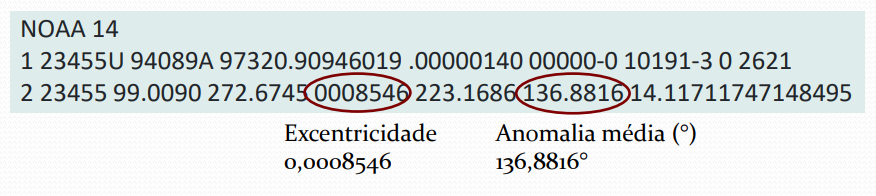 NOAA 14
1 23455U 94089A 97320.90946019 .00000140 00000-0 10191-3 0 2621
2 23455 99.0090 272.6745 0008546 223.1686 136.8816 14.11711747148495
Excentricidade Anomalia média (°)
0,0008546 136,8816°